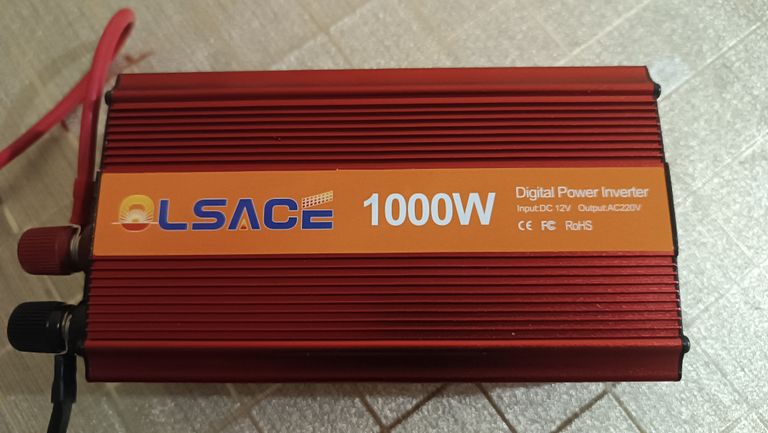 OLSACE
1000W
Digital Power Inverter
Input:DC 12V Output:AC220V
CE FC RoHS